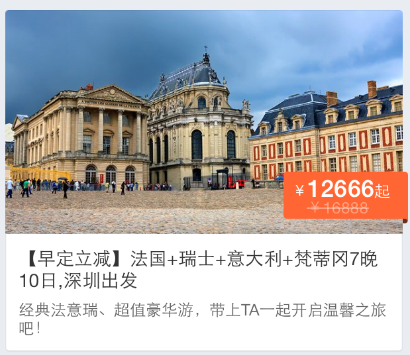 ¥12666起
¥16888
【早定立减】法国+瑞士+意大利+梵蒂冈7晚
10日,深圳出发
经典法意瑞、超值豪华游，带上TA一起开启温馨之旅
吧！